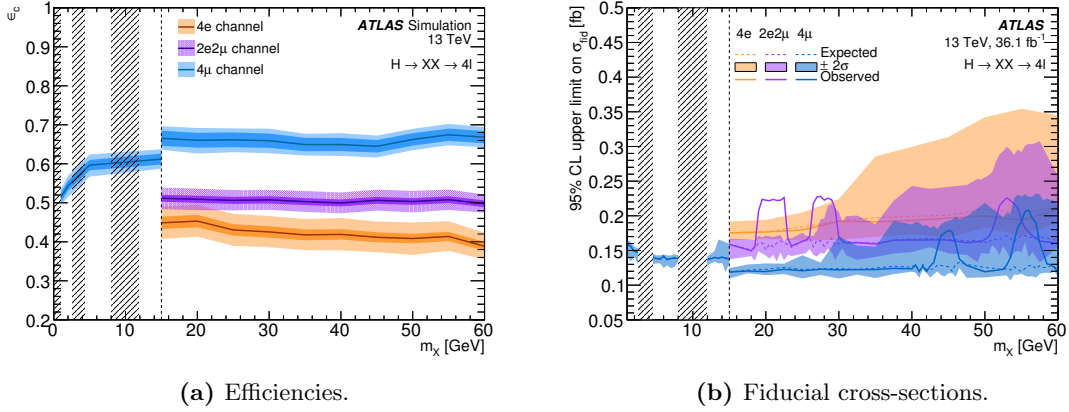 ε_c
1
0.9
0.8
0.7
0.6
0.5
0.4
0.3
0.2
4e channel
2e2μ channel
4μ channel
ATLAS Simulation
13 TeV
H → XX → 4l
0 10 20 30 40 50 60
m_X [GeV]
(a) Efficiencies.
95% CL upper limit on σ_fid [fb]
0.5
0.45
0.4
0.35
0.3
0.25
0.2
0.15
0.1
0.05
4e 2e2μ 4μ
Expected
± 2σ
Observed
ATLAS
13 TeV, 36.1 fb⁻¹
H → XX → 4l
10 20 30 40 50 60
m_X [GeV]
(b) Fiducial cross-sections.